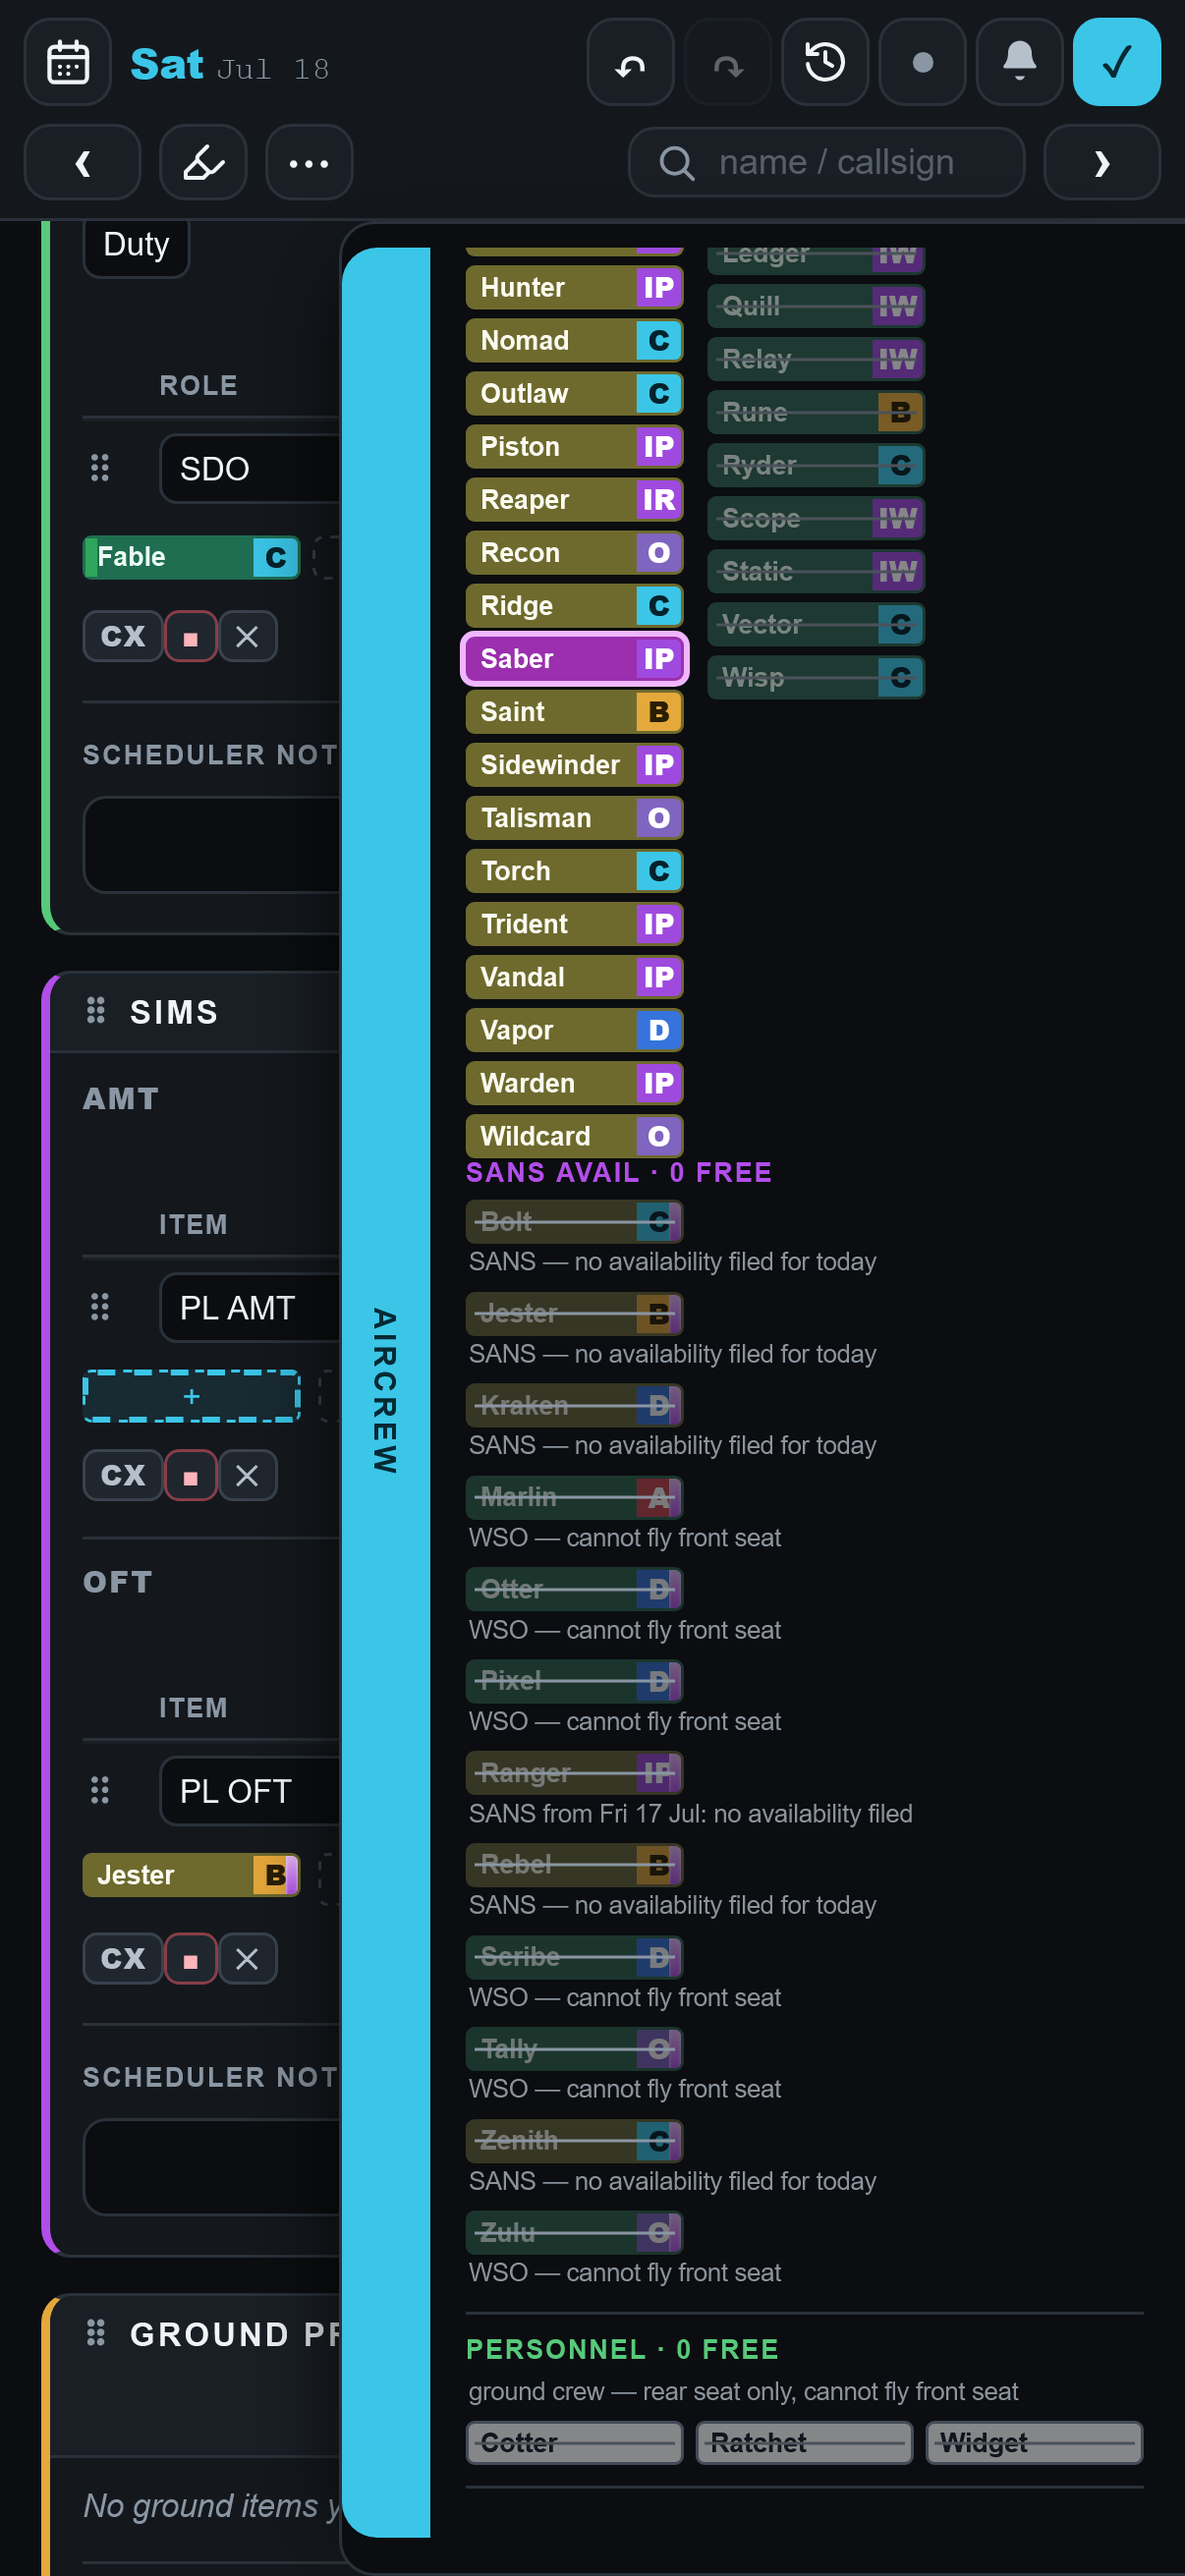 Sat Jul 18
name / callsign
Duty
ROLE
SDO
Fable C
CX
SCHEDULER NOT
SIMS
AMT
ITEM
PL AMT
+
CX
OFT
ITEM
PL OFT
Jester B
CX
SCHEDULER NOT
GROUND PR
No ground items y
AIRCREW
Hunter IP
Nomad C
Outlaw C
Piston IP
Reaper IR
Recon O
Ridge C
Saber IP
Saint B
Sidewinder IP
Talisman O
Torch C
Trident IP
Vandal IP
Vapor D
Warden IP
Wildcard O
Ledger IW
Quill IW
Relay IW
Rune B
Ryder C
Scope IW
Static IW
Vector C
Wisp C
SANS AVAIL · 0 FREE
Bolt C
SANS — no availability filed for today
Jester B
SANS — no availability filed for today
Kraken D
SANS — no availability filed for today
Marlin A
WSO — cannot fly front seat
Otter D
WSO — cannot fly front seat
Pixel D
WSO — cannot fly front seat
Ranger IP
SANS from Fri 17 Jul: no availability filed
Rebel B
SANS — no availability filed for today
Scribe D
WSO — cannot fly front seat
Tally O
WSO — cannot fly front seat
Zenith C
SANS — no availability filed for today
Zulu O
WSO — cannot fly front seat
PERSONNEL · 0 FREE
ground crew — rear seat only, cannot fly front seat
Cotter Ratchet Widget